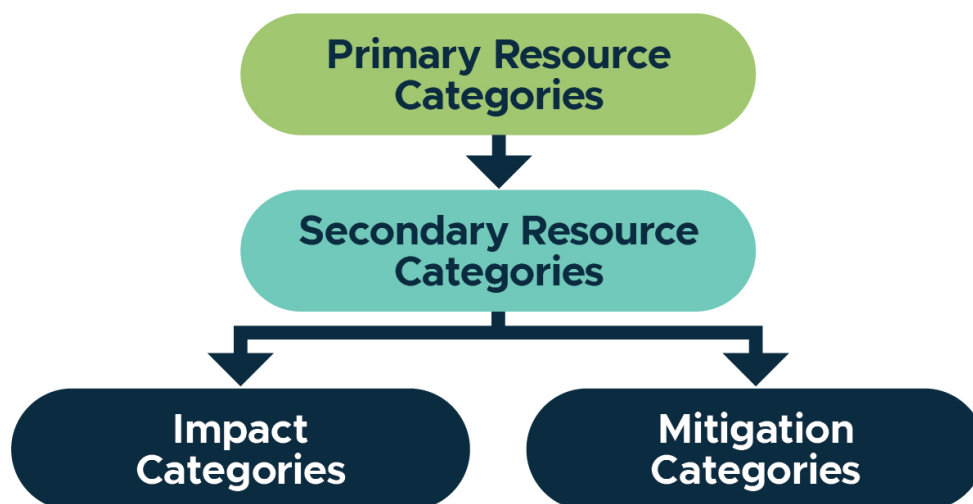 Primary Resource
Categories
Secondary Resource
Categories
Impact
Categories
Mitigation
Categories